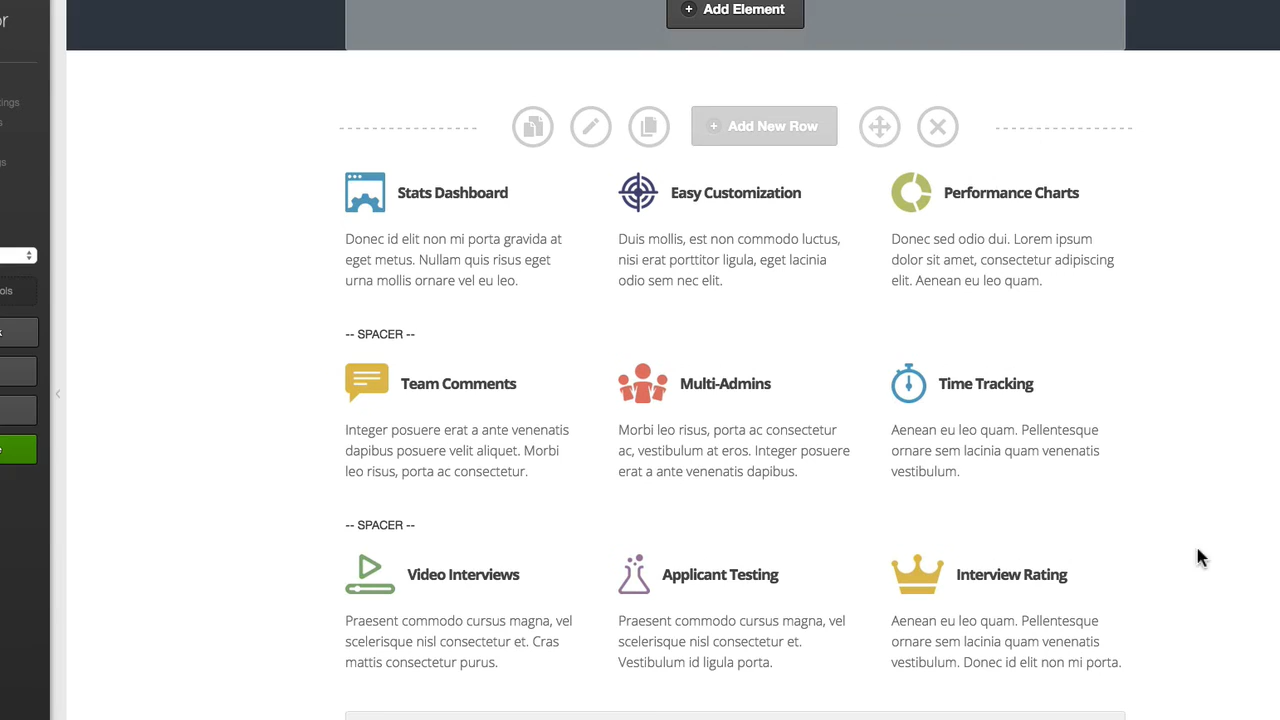 or
Add Element
tings
s
gs
ols
k
e
Add New Row
Stats Dashboard
Easy Customization
Performance Charts
Donec id elit non mi porta gravida at
eget metus. Nullam quis risus eget
urna mollis ornare vel eu leo.
Duis mollis, est non commodo luctus,
nisi erat porttitor ligula, eget lacinia
odio sem nec elit.
Donec sed odio dui. Lorem ipsum
dolor sit amet, consectetur adipiscing
elit. Aenean eu leo quam.
-- SPACER --
Team Comments
Multi-Admins
Time Tracking
Integer posuere erat a ante venenatis
dapibus posuere velit aliquet. Morbi
leo risus, porta ac consectetur.
Morbi leo risus, porta ac consectetur
ac, vestibulum at eros. Integer posuere
erat a ante venenatis dapibus.
Aenean eu leo quam. Pellentesque
ornare sem lacinia quam venenatis
vestibulum.
-- SPACER --
Video Interviews
Applicant Testing
Interview Rating
Praesent commodo cursus magna, vel
scelerisque nisl consectetur et. Cras
mattis consectetur purus.
Praesent commodo cursus magna, vel
scelerisque nisl consectetur et.
Vestibulum id ligula porta.
Aenean eu leo quam. Pellentesque
ornare sem lacinia quam venenatis
vestibulum. Donec id elit non mi porta.